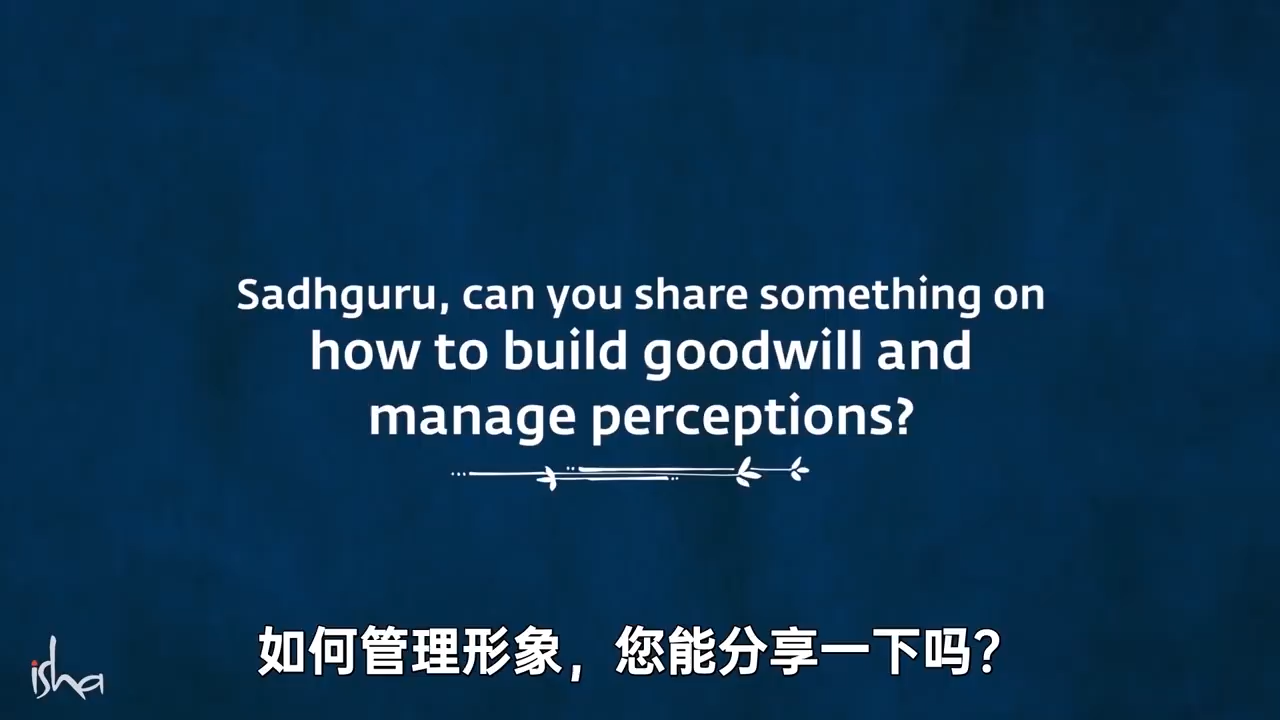 Sadhguru, can you share something on
how to build goodwill and
manage perceptions?
如何管理形象，您能分享一下吗？
isha